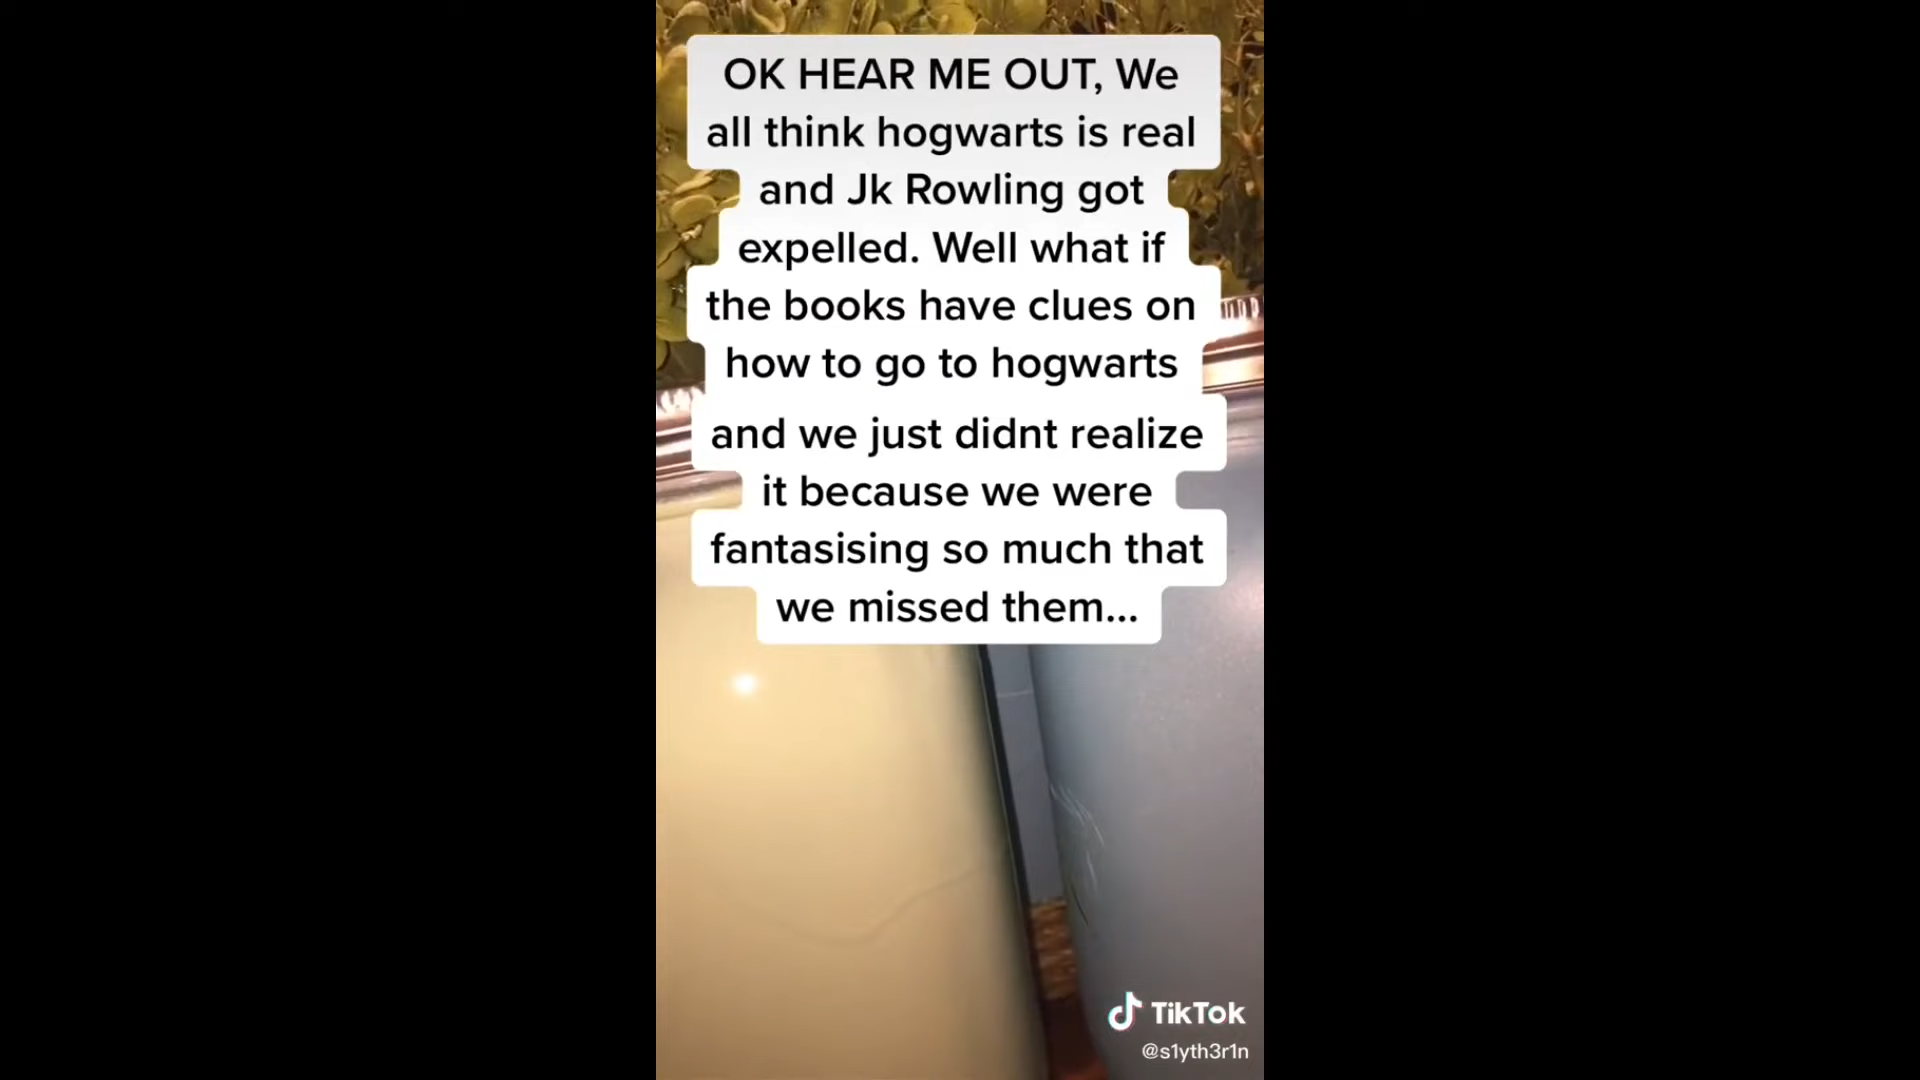 OK HEAR ME OUT, We
all think hogwarts is real
and Jk Rowling got
expelled. Well what if
the books have clues on
how to go to hogwarts
and we just didnt realize
it because we were
fantasising so much that
we missed them...
TikTok
@s1yth3r1n